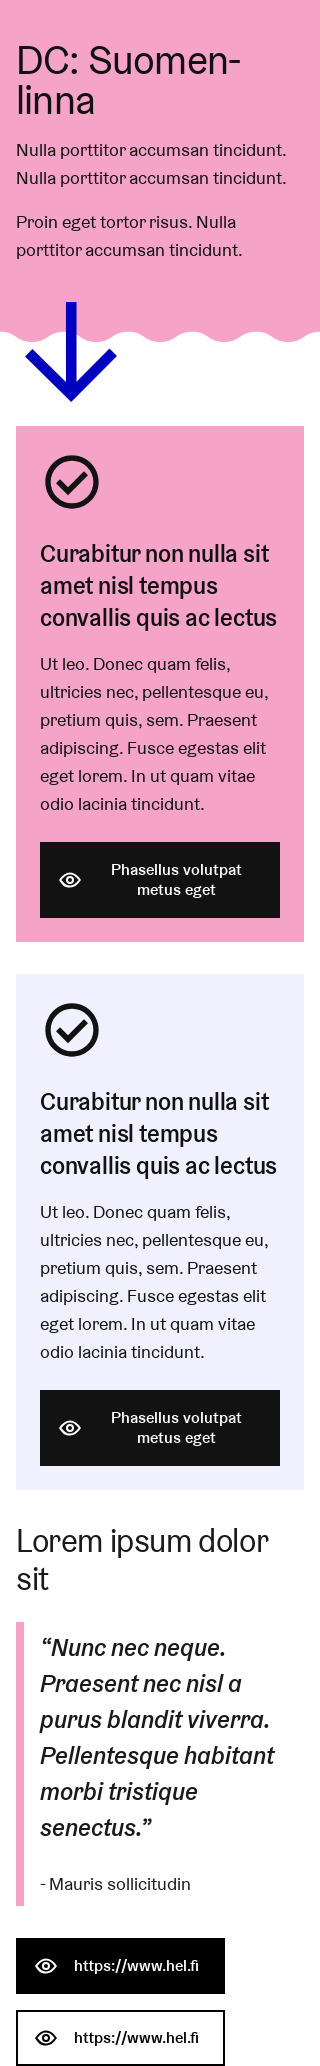 DC: Suomen-
linna
Nulla porttitor accumsan tincidunt.
Nulla porttitor accumsan tincidunt.
Proin eget tortor risus. Nulla
porttitor accumsan tincidunt.
Curabitur non nulla sit
amet nisl tempus
convallis quis ac lectus
Ut leo. Donec quam felis,
ultricies nec, pellentesque eu,
pretium quis, sem. Praesent
adipiscing. Fusce egestas elit
eget lorem. In ut quam vitae
odio lacinia tincidunt.
Phasellus volutpat
metus eget
Curabitur non nulla sit
amet nisl tempus
convallis quis ac lectus
Ut leo. Donec quam felis,
ultricies nec, pellentesque eu,
pretium quis, sem. Praesent
adipiscing. Fusce egestas elit
eget lorem. In ut quam vitae
odio lacinia tincidunt.
Phasellus volutpat
metus eget
Lorem ipsum dolor
sit
“Nunc nec neque.
Praesent nec nisl a
purus blandit viverra.
Pellentesque habitant
morbi tristique
senectus.”
- Mauris sollicitudin
https://www.hel.fi
https://www.hel.fi